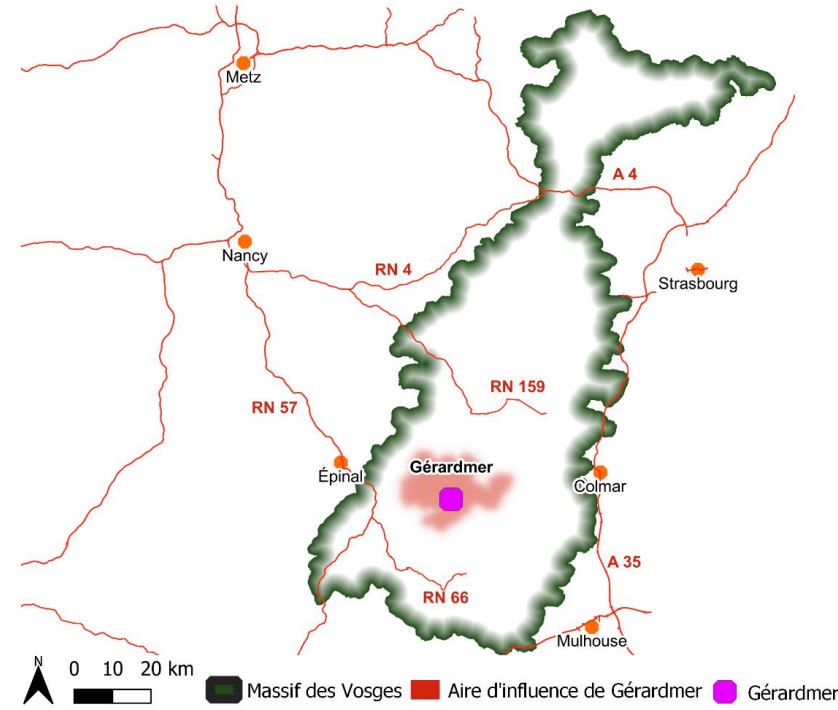 Metz
A 4
Nancy
RN 4
Strasbourg
RN 159
RN 57
Gérardmer
Épinal
Colmar
A 35
RN 66
Mulhouse
N
0 10 20 km
Massif des Vosges Aire d'influence de Gérardmer Gérardmer